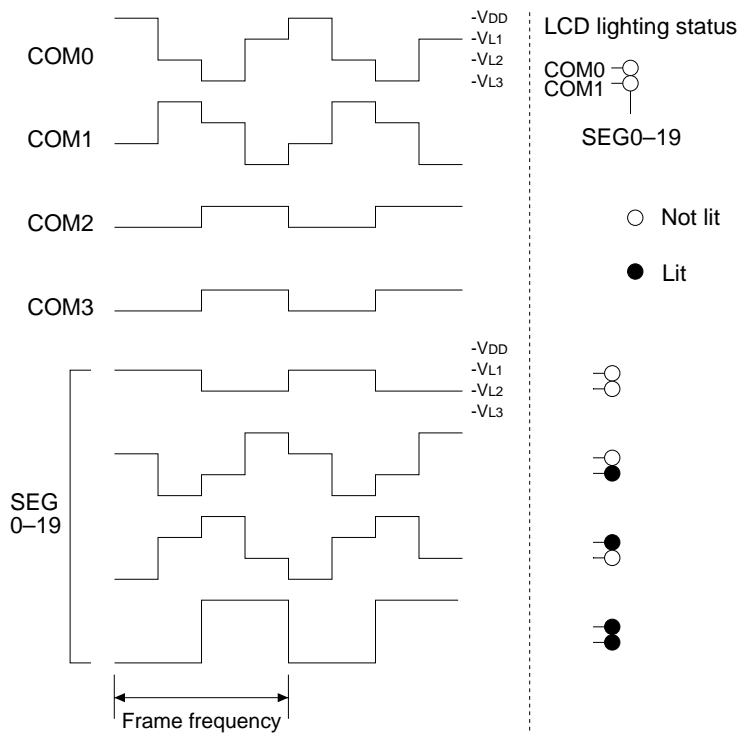 COM0
-VDD
-VL1
-VL2
-VL3
LCD lighting status
COM0
COM1
SEG0–19
COM1
COM2
Not lit
Lit
COM3
-VDD
-VL1
-VL2
-VL3
SEG
0–19
Frame frequency